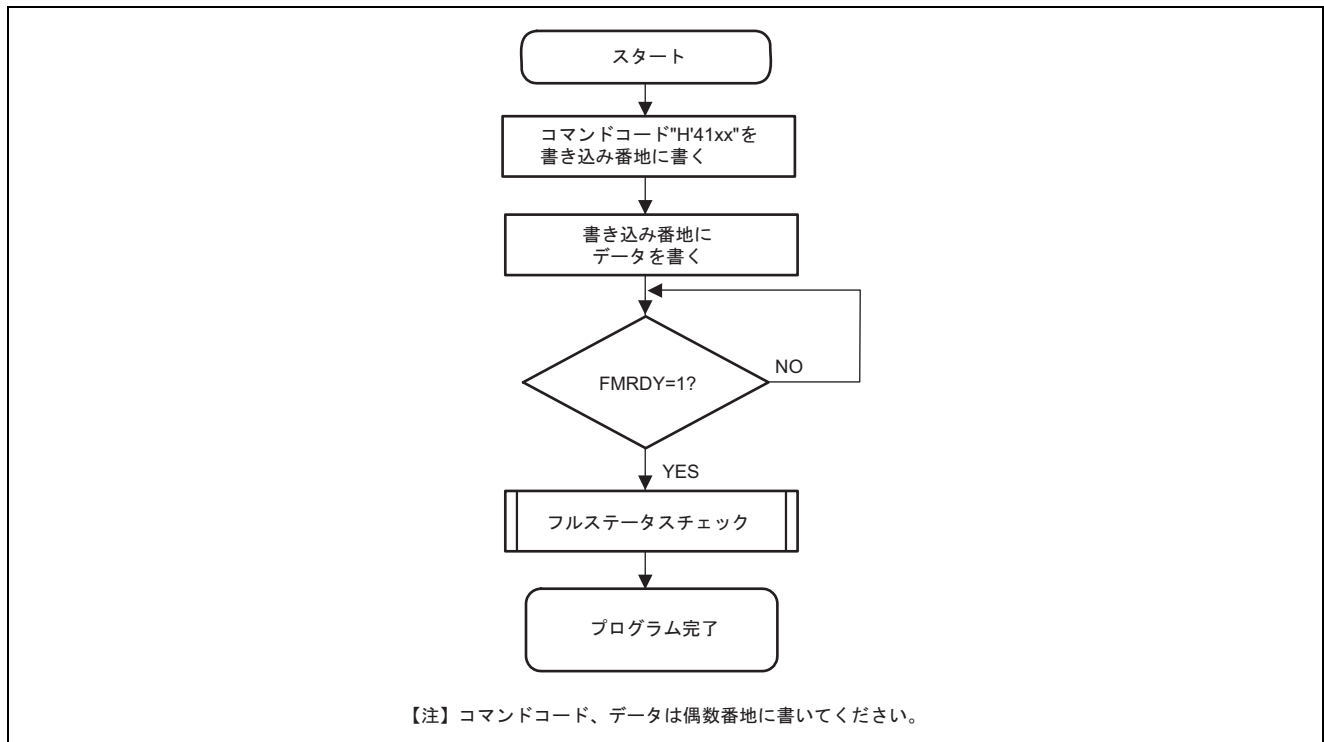 スタート
コマンドコード"H'41xx"を
書き込み番地に書く
書き込み番地に
データを書く
FMRDY=1?
NO
YES
フルステータスチェック
プログラム完了
【注】コマンドコード、データは偶数番地に書いてください。